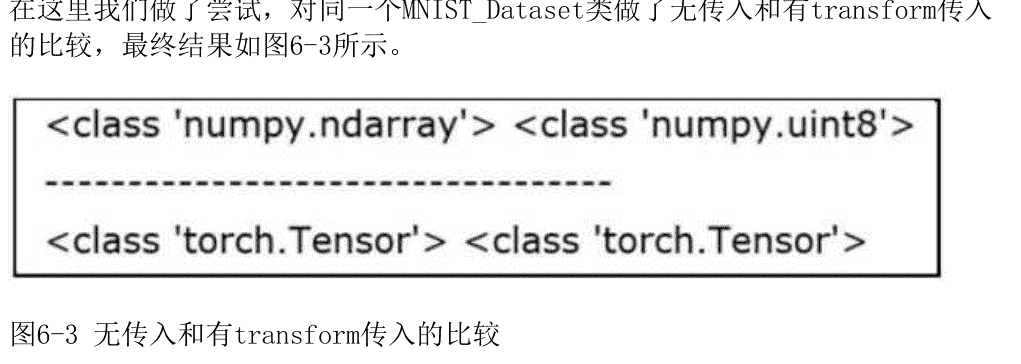 在这里我们做了尝试，对同一个MNIST_Dataset类做了无传入和有transform传入
的比较，最终结果如图6-3所示。
<class 'numpy.ndarray'> <class 'numpy.uint8'>
-----------------------------------
<class 'torch.Tensor'> <class 'torch.Tensor'>
图6-3 无传入和有transform传入的比较